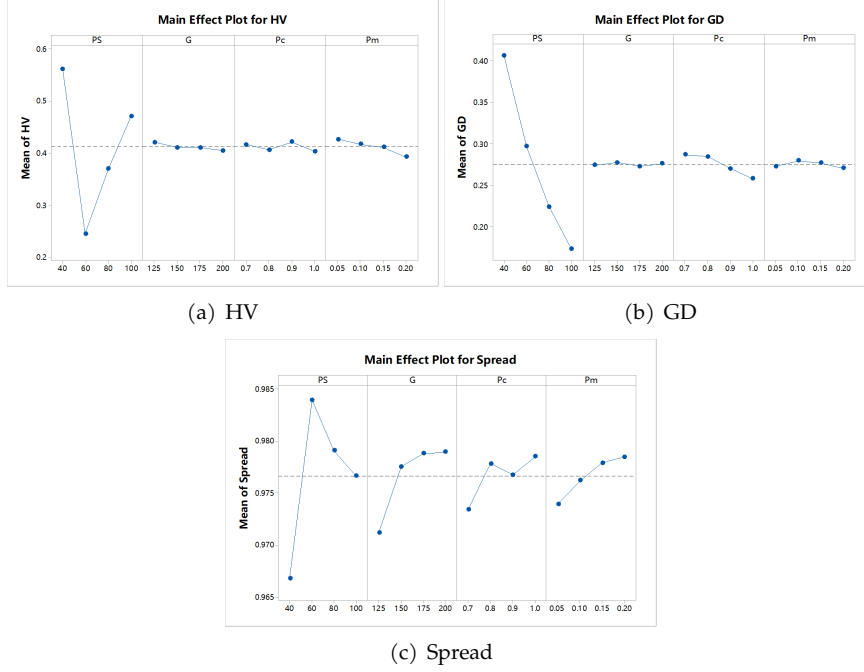 Main Effect Plot for HV
PS G Pc Pm
Mean of HV
0.6
0.5
0.4
0.3
0.2
40 60 80 100 125 150 175 200 0.7 0.8 0.9 1.0 0.05 0.10 0.15 0.20
(a) HV
Main Effect Plot for GD
PS G Pc Pm
Mean of GD
0.40
0.35
0.30
0.25
0.20
40 60 80 100 125 150 175 200 0.7 0.8 0.9 1.0 0.05 0.10 0.15 0.20
(b) GD
Main Effect Plot for Spread
PS G Pc Pm
Mean of Spread
0.985
0.980
0.975
0.970
0.965
40 60 80 100 125 150 175 200 0.7 0.8 0.9 1.0 0.05 0.10 0.15 0.20
(c) Spread